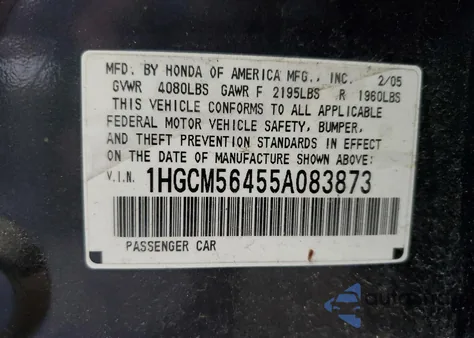 MFD. BY HONDA OF AMERICA MFG., INC. 2/05
GVWR 4080LBS GAWR F 2195LBS R 1960LBS
THIS VEHICLE CONFORMS TO ALL APPLICABLE
FEDERAL MOTOR VEHICLE SAFETY, BUMPER,
AND THEFT PREVENTION STANDARDS IN EFFECT
ON THE DATE OF MANUFACTURE SHOWN ABOVE:
V.I.N. 1HGCM56455A083873
PASSENGER CAR